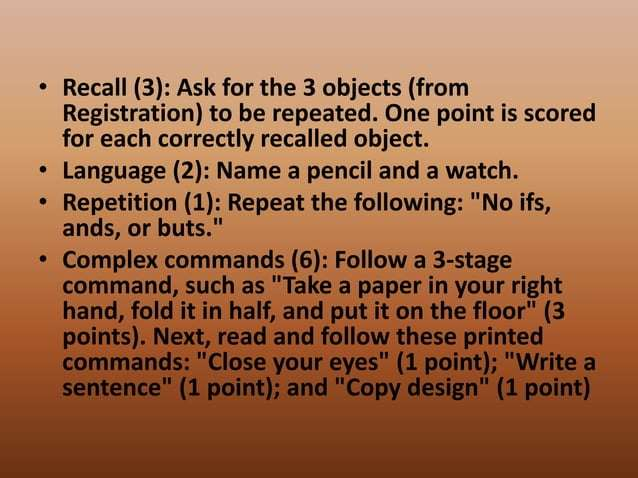 • Recall (3): Ask for the 3 objects (from
Registration) to be repeated. One point is scored
for each correctly recalled object.
• Language (2): Name a pencil and a watch.
• Repetition (1): Repeat the following: "No ifs,
ands, or buts."
• Complex commands (6): Follow a 3-stage
command, such as "Take a paper in your right
hand, fold it in half, and put it on the floor" (3
points). Next, read and follow these printed
commands: "Close your eyes" (1 point); "Write a
sentence" (1 point); and "Copy design" (1 point)